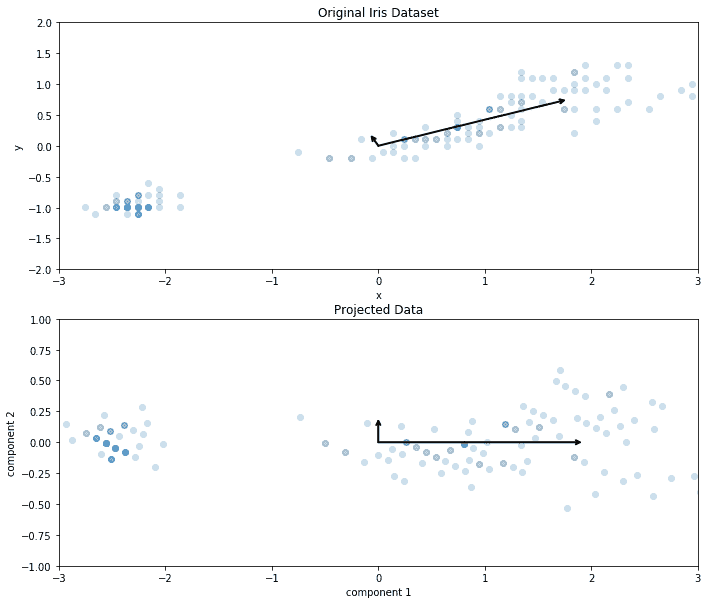 Original Iris Dataset
2.0
1.5
1.0
0.5
0.0
−0.5
−1.0
−1.5
−2.0
y
−3 −2 −1 0 1 2 3
x
Projected Data
1.00
0.75
0.50
0.25
0.00
−0.25
−0.50
−0.75
−1.00
component 2
−3 −2 −1 0 1 2 3
component 1